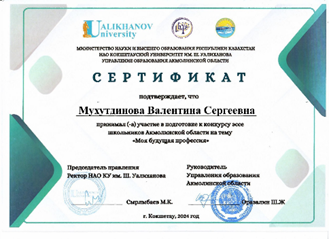 UALIKHANOV
University
МИНИСТЕРСТВО НАУКИ И ВЫСШЕГО ОБРАЗОВАНИЯ РЕСПУБЛИКИ КАЗАХСТАН
НАО КОКШЕТАУСКИЙ УНИВЕРСИТЕТ ИМ. Ш. УАЛИХАНОВА
УПРАВЛЕНИЕ ОБРАЗОВАНИЯ АКМОЛИНСКОЙ ОБЛАСТИ
СЕРТИФИКАТ
подтверждает, что
Мухутдинова Валентина Сергеевна
принимал (-а) участие в подготовке к конкурсу эссе
школьников Акмолинской области на тему
«Моя будущая профессия»
Председатель правления
Ректор НАО КУ им. Ш. Уалиханова
Сырлыбаев М.К.
Руководитель
Управления образования
Акмолинской области
Ш.Ж
г. Кокшетау, 2024 год